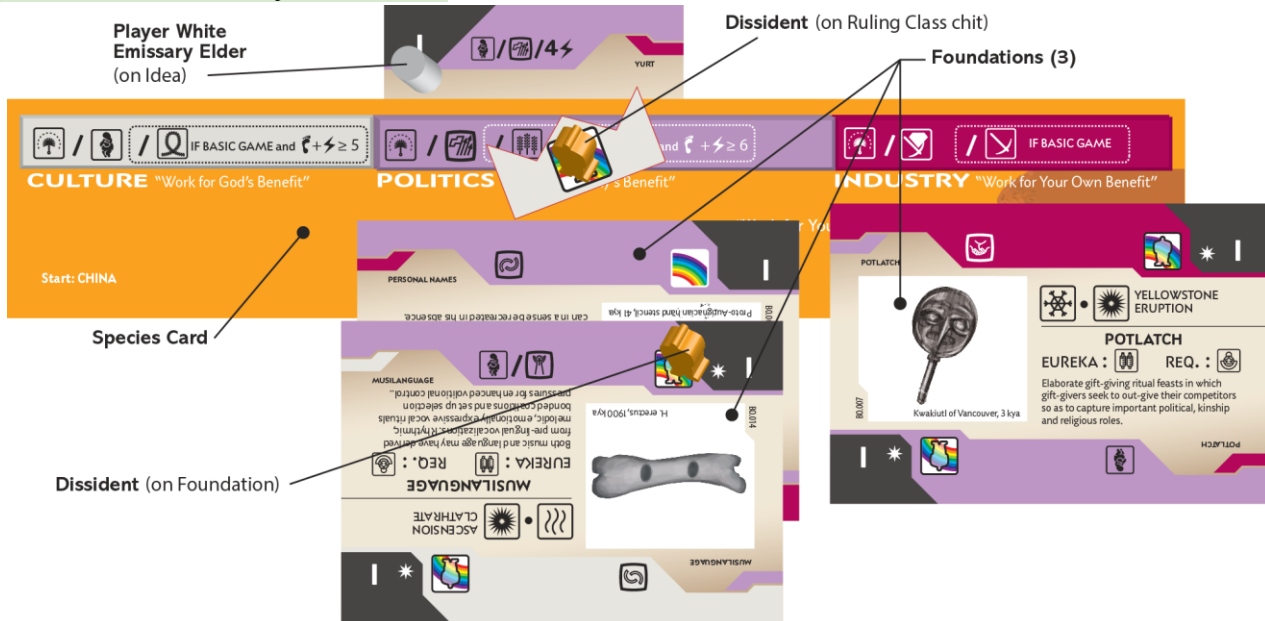 Player White
Emissary Elder
(on Idea)
Dissident (on Ruling Class chit)
Foundations (3)
I
/ / 4
YURT
/ / IF BASIC GAME and + ≥ 5
/ / and + ≥ 6
/ / IF BASIC GAME
CULTURE "Work for God's Benefit"
POLITICS y's Benefit"
INDUSTRY "Work for Your Own Benefit"
r You
Start: CHINA
Species Card
PERSONAL NAMES
I
can in a sense be recreated in his absence.
Proto-Aurignacian hand stencil, 41 kya
MUSILANGUAGE
/
I
H. erectus, 1900 kya
B0.014
Both music and language may have derived
from pre-lingual vocalizations. Rhythmic
melodic, emotionally expressive vocal rituals
bonded coalitions and set up selection
pressures for enhanced volitional control..
EUREKA : REQ. :
MUSILANGUAGE
ASCENSION
CLATHRATE
I
MUSILANGUAGE
Dissident (on Foundation)
POTLATCH
I
YELLOWSTONE
ERUPTION
POTLATCH
EUREKA : REQ. :
Elaborate gift-giving ritual feasts in which
gift-givers seek to out-give their competitors
so as to capture important political, kinship
and religious roles.
B0.007
Kwakiutl of Vancouver, 3 kya
I
POTLATCH